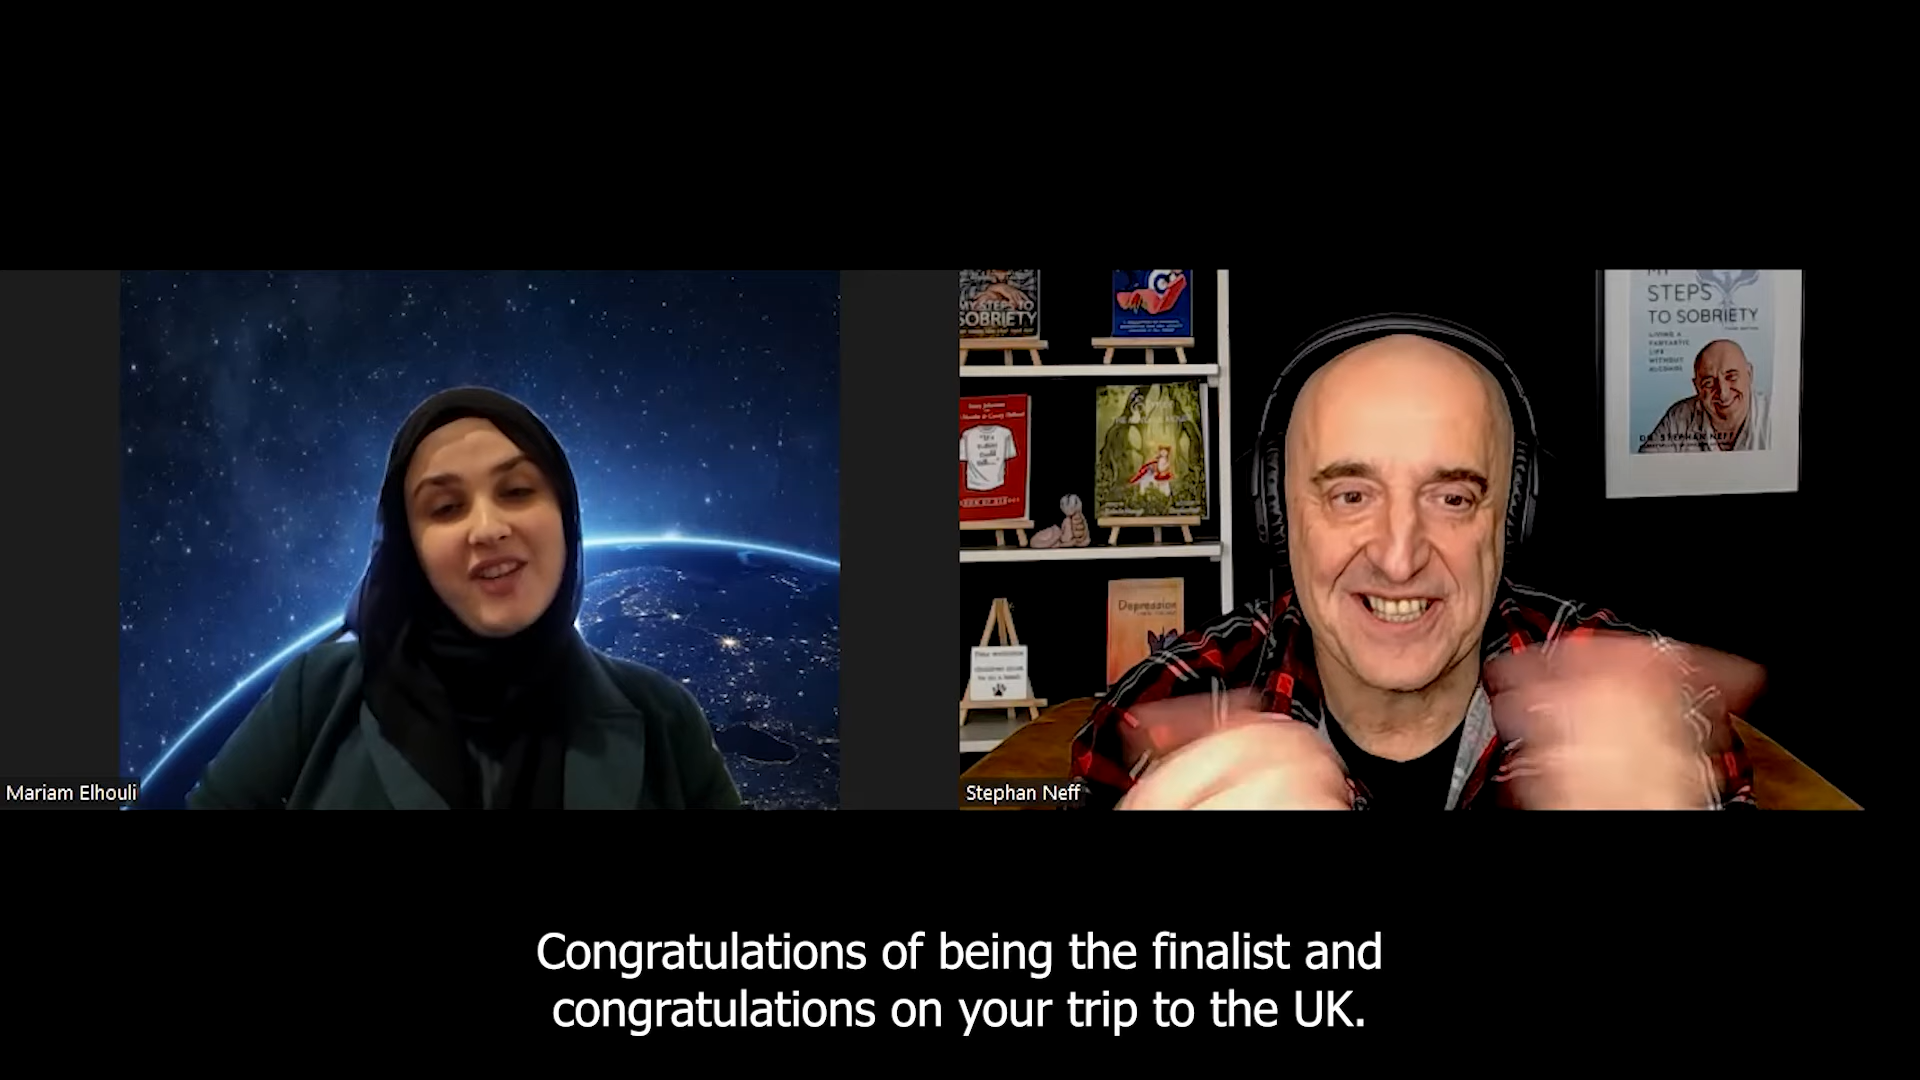 MY STEPS TO
SOBRIETY
STEPS
TO SOBRIETY
LIVING A
FANTASTIC
LIFE
WITHOUT
ALCOHOL
DR. STEPHAN NEFF
Depression
Mariam Elhouli
Stephan Neff
Congratulations of being the finalist and
congratulations on your trip to the UK.